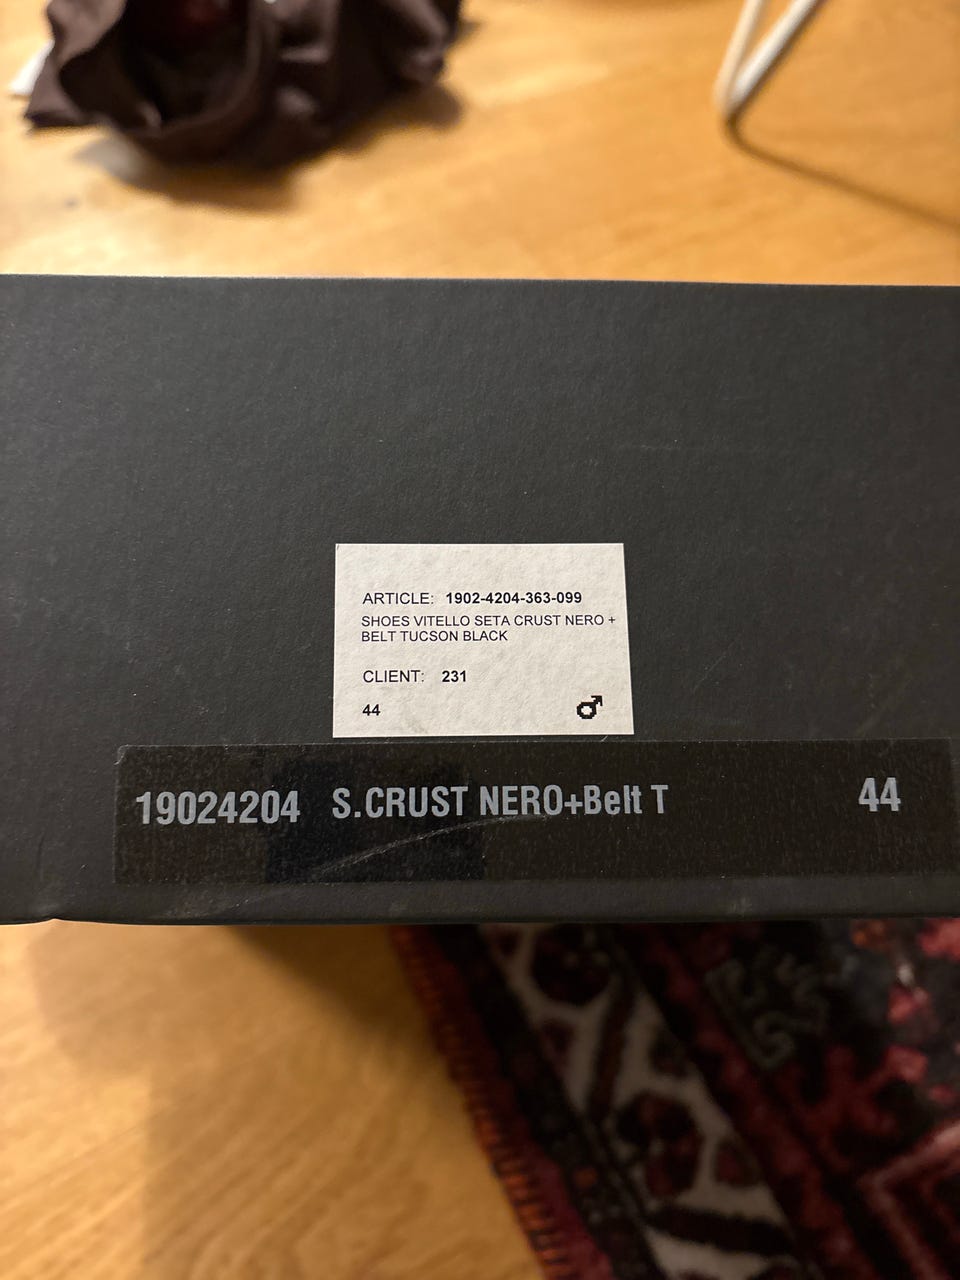 ARTICLE: 1902-4204-363-099
SHOES VITELLO SETA CRUST NERO +
BELT TUCSON BLACK
CLIENT: 231
44 ♂
19024204 S.CRUST NERO+Belt T 44